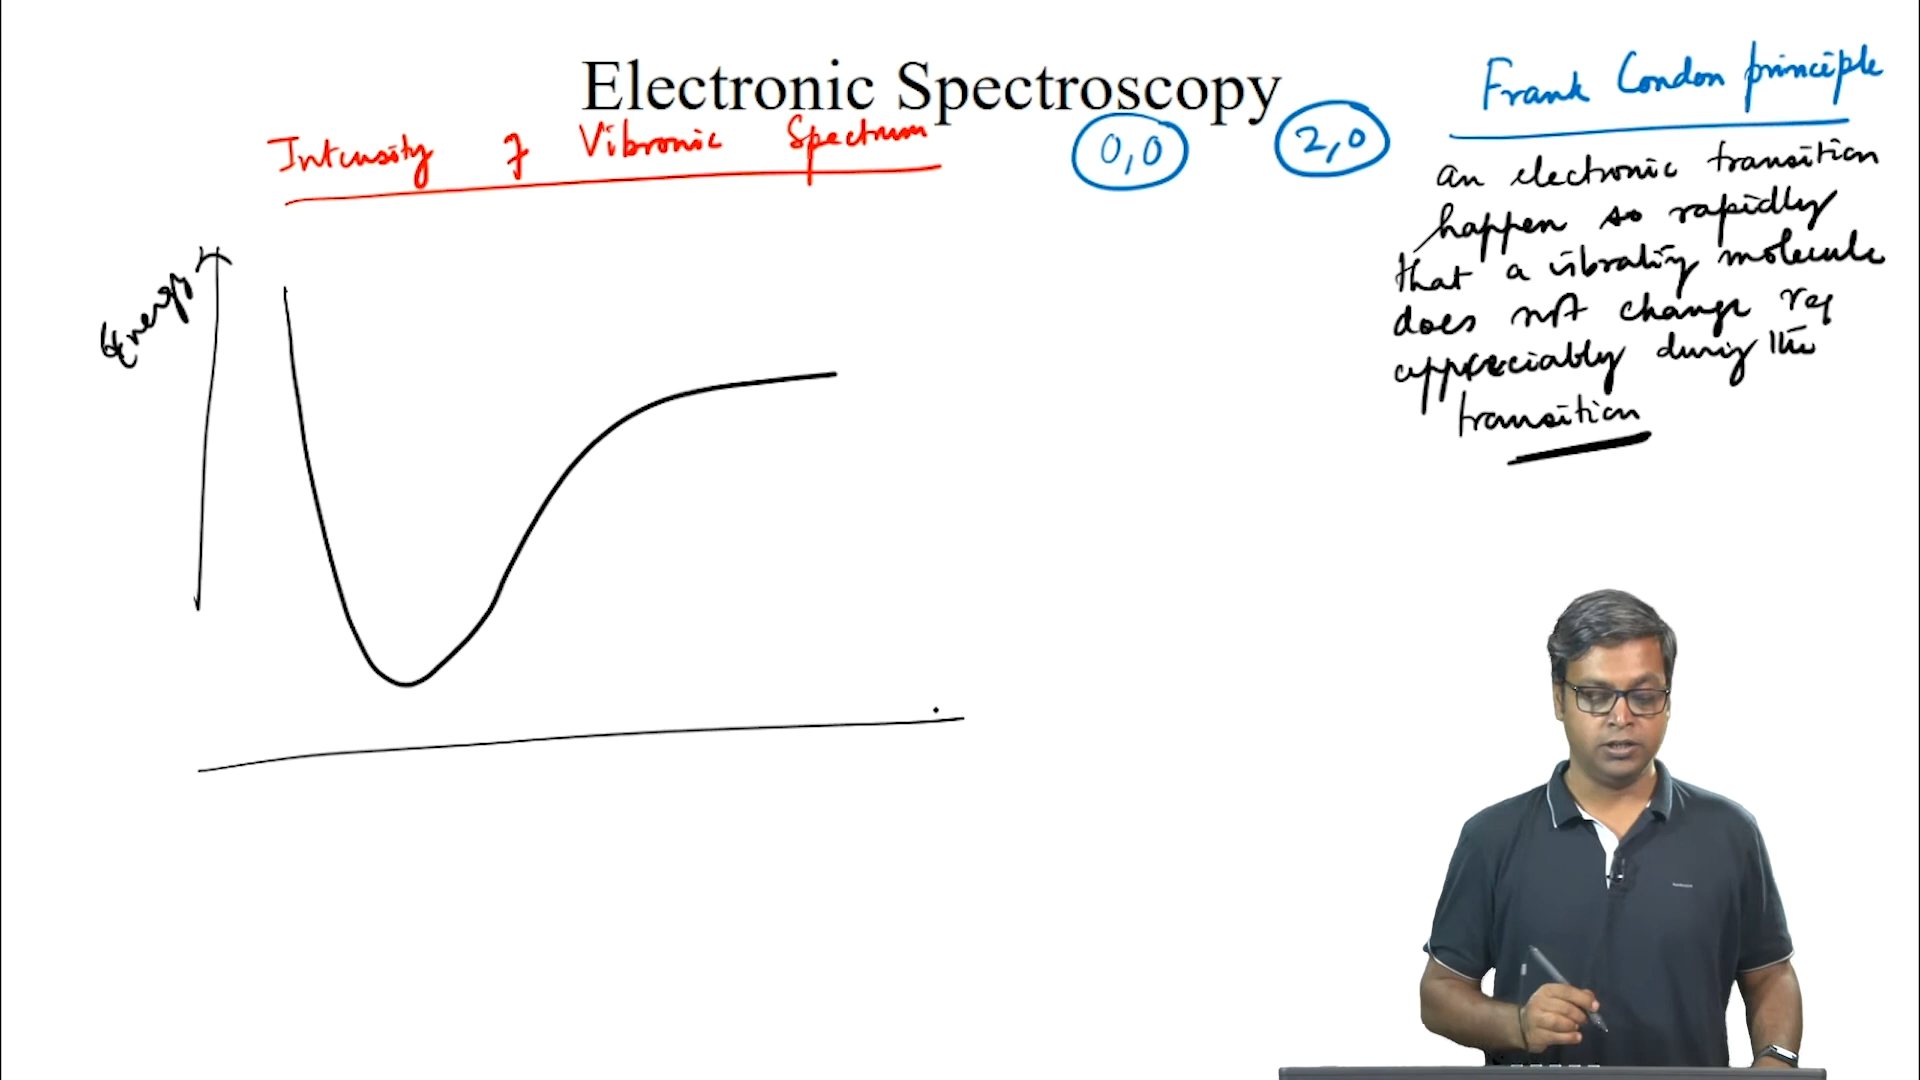 Electronic Spectroscopy
Intensity of Vibronic Spectrum
0,0
2,0
Frank Condon principle
an electronic transition
happen so rapidly
that a vibrating molecule
does not change req
appreciably during the
transition
Energy